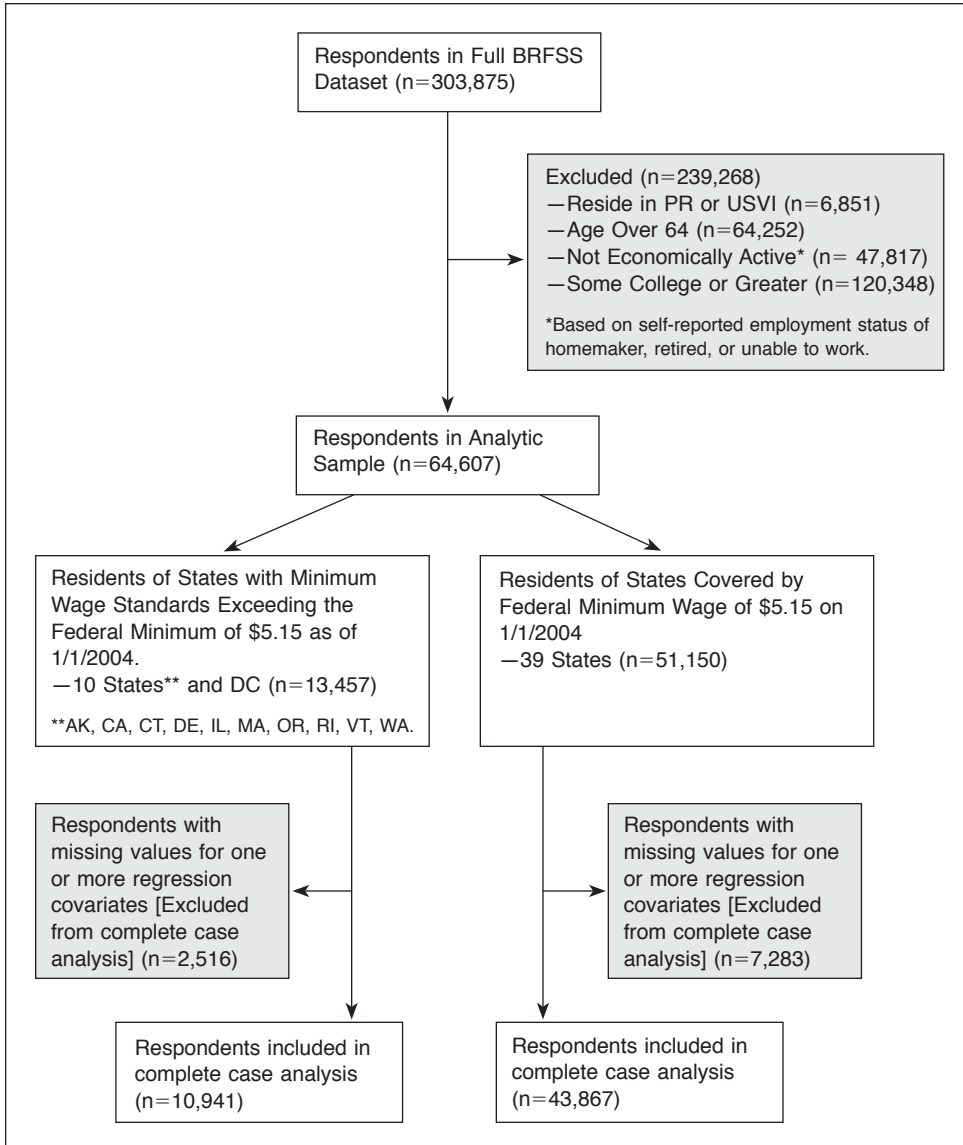 Respondents in Full BRFSS
Dataset (n=303,875)
Excluded (n=239,268)
—Reside in PR or USVI (n=6,851)
—Age Over 64 (n=64,252)
—Not Economically Active* (n= 47,817)
—Some College or Greater (n=120,348)
*Based on self-reported employment status of
homemaker, retired, or unable to work.
Respondents in Analytic
Sample (n=64,607)
Residents of States with Minimum
Wage Standards Exceeding the
Federal Minimum of $5.15 as of
1/1/2004.
—10 States** and DC (n=13,457)
**AK, CA, CT, DE, IL, MA, OR, RI, VT, WA.
Residents of States Covered by
Federal Minimum Wage of $5.15 on
1/1/2004
—39 States (n=51,150)
Respondents with
missing values for one
or more regression
covariates [Excluded
from complete case
analysis] (n=2,516)
Respondents with
missing values for one
or more regression
covariates [Excluded
from complete case
analysis] (n=7,283)
Respondents included in
complete case analysis
(n=10,941)
Respondents included in
complete case analysis
(n=43,867)